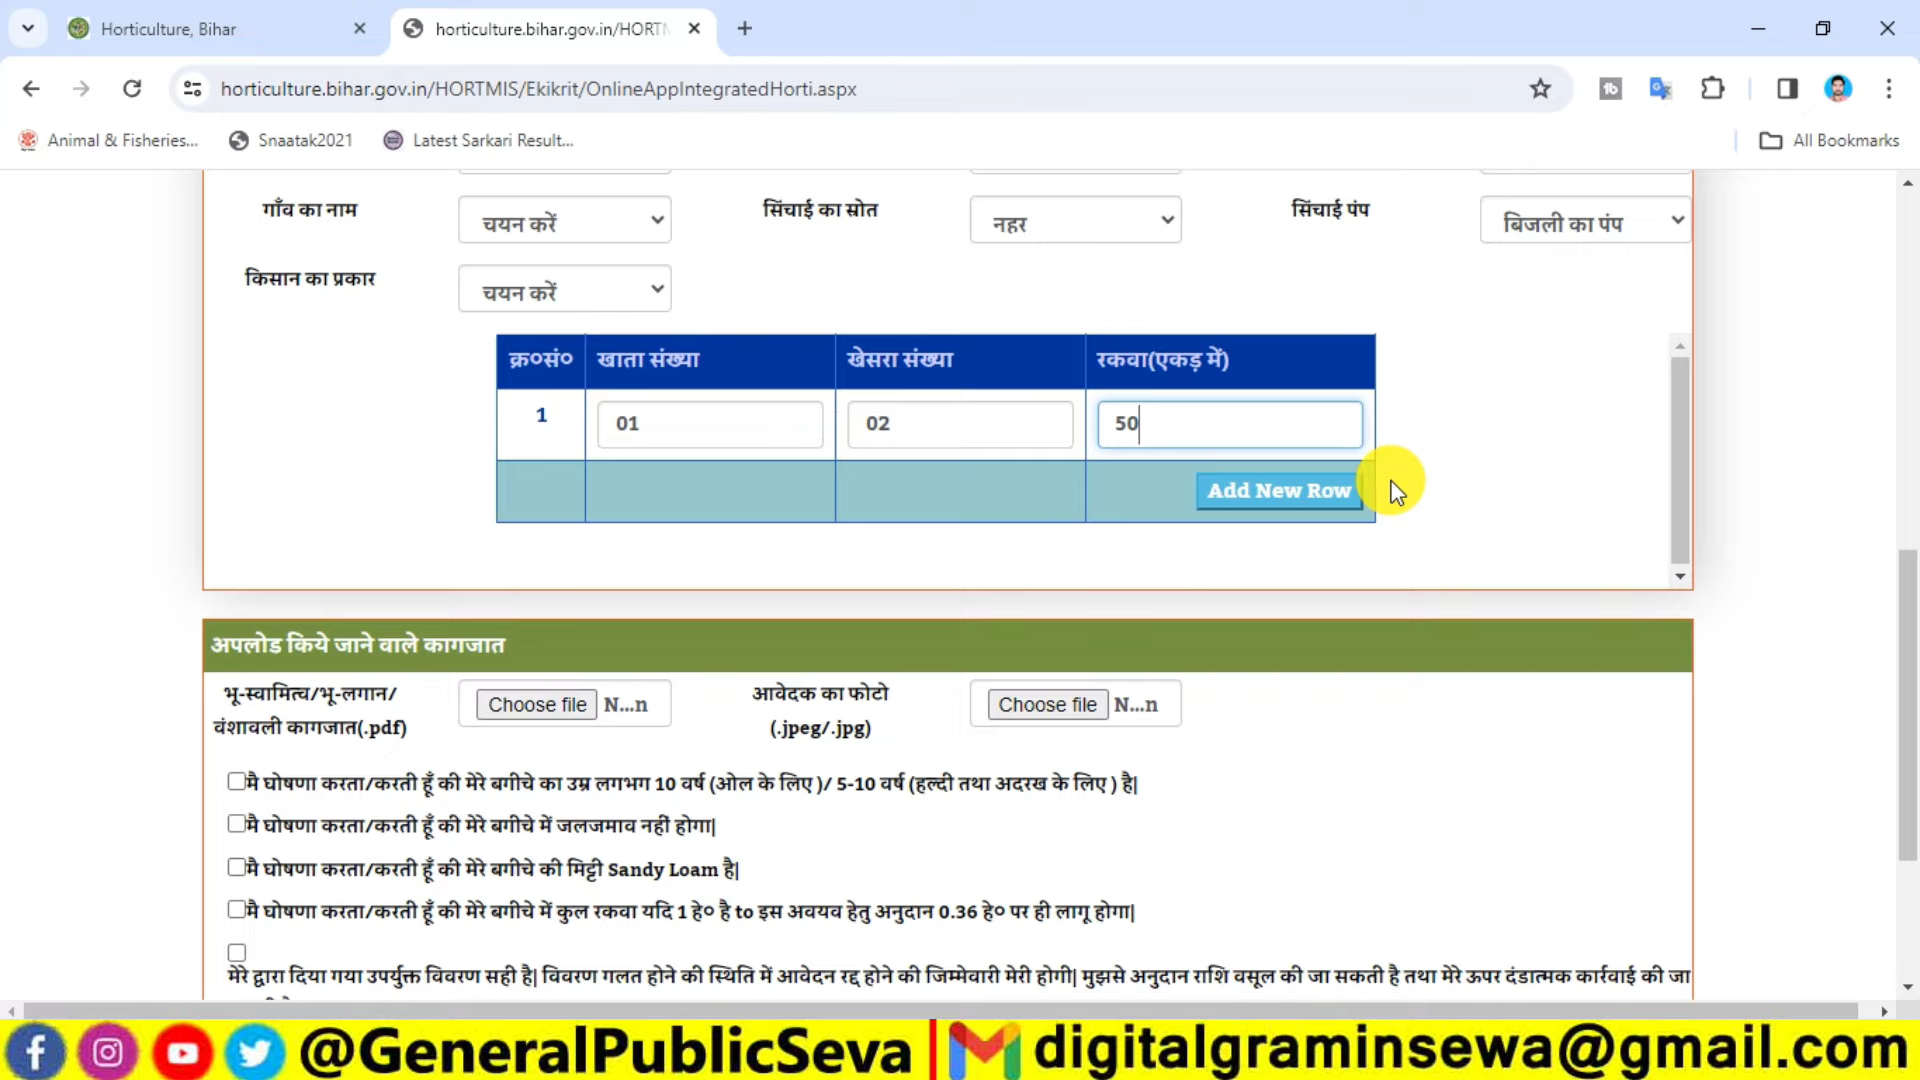 Horticulture, Bihar
horticulture.bihar.gov.in/HORTM
horticulture.bihar.gov.in/HORTMIS/Ekikrit/OnlineAppIntegratedHorti.aspx
Animal & Fisheries...
Snaatak2021
Latest Sarkari Result...
All Bookmarks
गाँव का नाम
चयन करें
सिंचाई का स्रोत
नहर
सिंचाई पंप
बिजली का पंप
किसान का प्रकार
चयन करें
क्र०सं० खाता संख्या खेसरा संख्या रकवा(एकड़ में)
1 01 02 50
Add New Row
अपलोड किये जाने वाले कागजात
भू-स्वामित्व/भू-लगान/
वंशावली कागजात(.pdf)
Choose file N...n
आवेदक का फोटो
(.jpeg/.jpg)
Choose file N...n
मै घोषणा करता/करती हूँ की मेरे बगीचे का उम्र लगभग 10 वर्ष (ओल के लिए )/ 5-10 वर्ष (हल्दी तथा अदरख के लिए ) है|
मै घोषणा करता/करती हूँ की मेरे बगीचे में जलजमाव नहीं होगा|
मै घोषणा करता/करती हूँ की मेरे बगीचे की मिट्टी Sandy Loam है|
मै घोषणा करता/करती हूँ की मेरे बगीचे में कुल रकवा यदि 1 हे० है to इस अवयव हेतु अनुदान 0.36 हे० पर ही लागू होगा|
मेरे द्वारा दिया गया उपर्युक्त विवरण सही है| विवरण गलत होने की स्थिति में आवेदन रद्द होने की जिम्मेवारी मेरी होगी| मुझसे अनुदान राशि वसूल की जा सकती है तथा मेरे ऊपर दंडात्मक कार्रवाई की जा
@GeneralPublicSeva
digitalgraminsewa@gmail.com